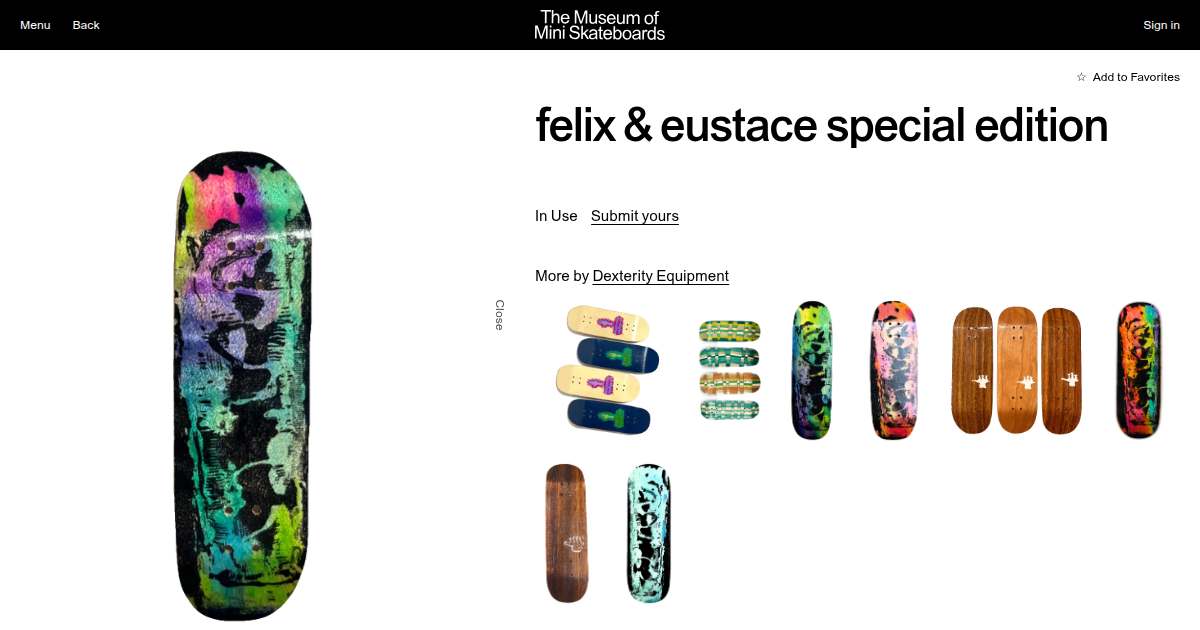 Menu
Back
The Museum of
Mini Skateboards
Sign in
☆ Add to Favorites
felix & eustace special edition
In Use Submit yours
More by Dexterity Equipment
Close